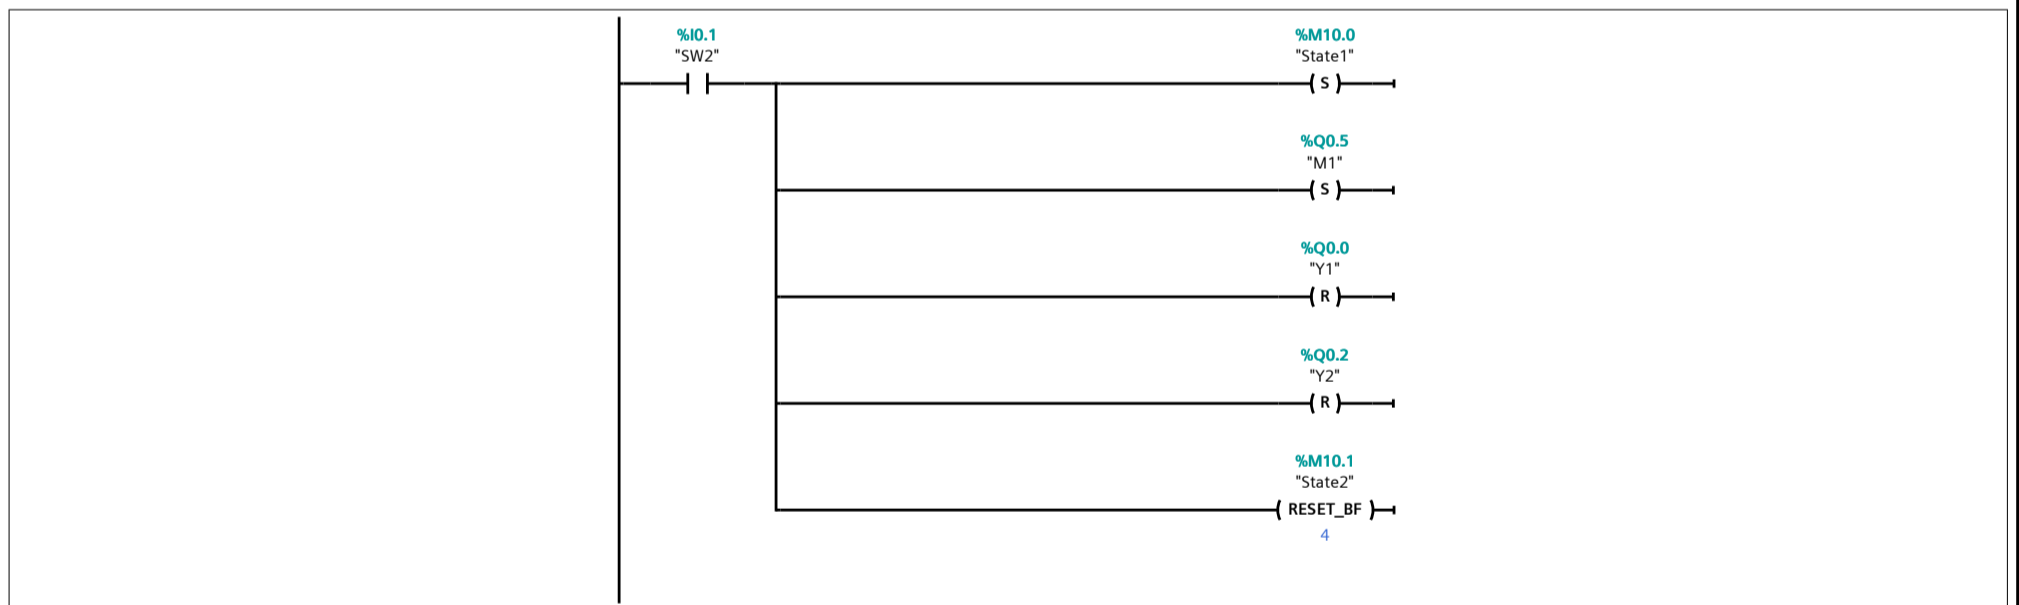 %I0.1
"SW2"
%M10.0
"State1"
( S )
%Q0.5
"M1"
( S )
%Q0.0
"Y1"
( R )
%Q0.2
"Y2"
( R )
%M10.1
"State2"
( RESET_BF )
4